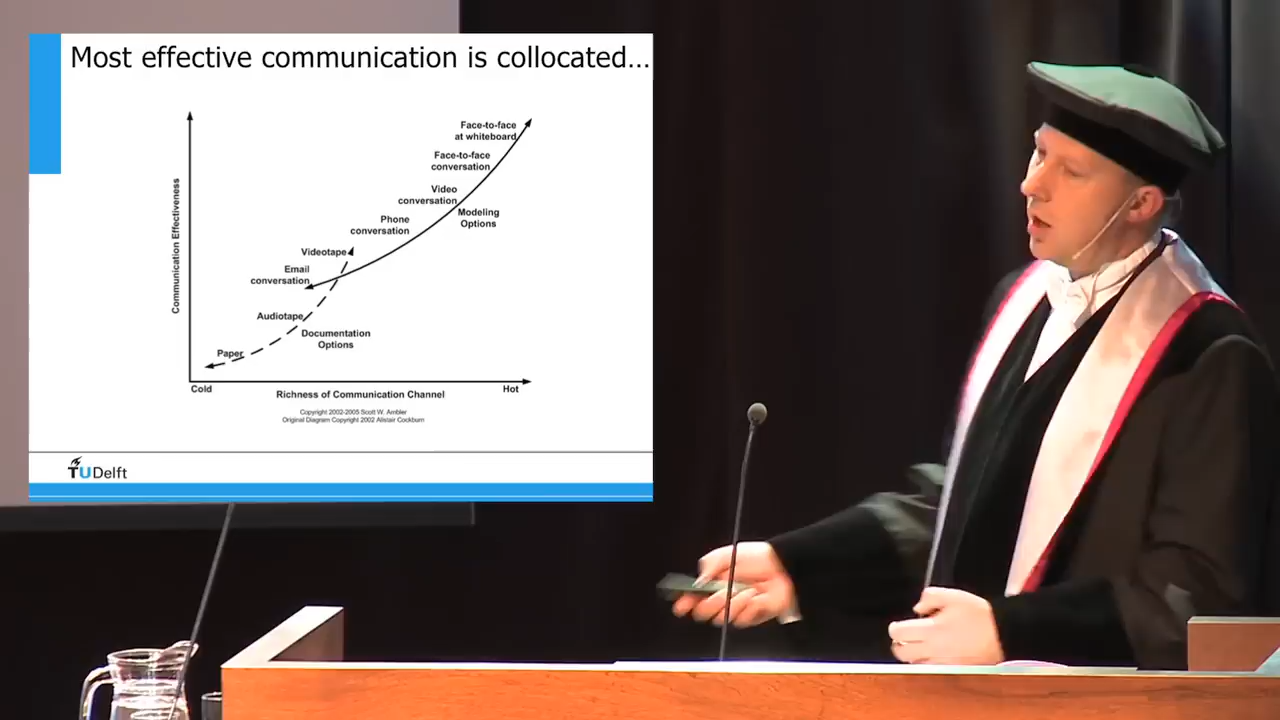 Most effective communication is collocated...
Face-to-face
at whiteboard
Face-to-face
conversation
Video
conversation
Modeling
Options
Phone
conversation
Videotape
Email
conversation
Audiotape
Documentation
Options
Paper
Communication Effectiveness
Cold
Hot
Richness of Communication Channel
Copyright 2002-2005 Scott W. Ambler
Original Diagram Copyright 2002 Alistair Cockburn
TUDelft